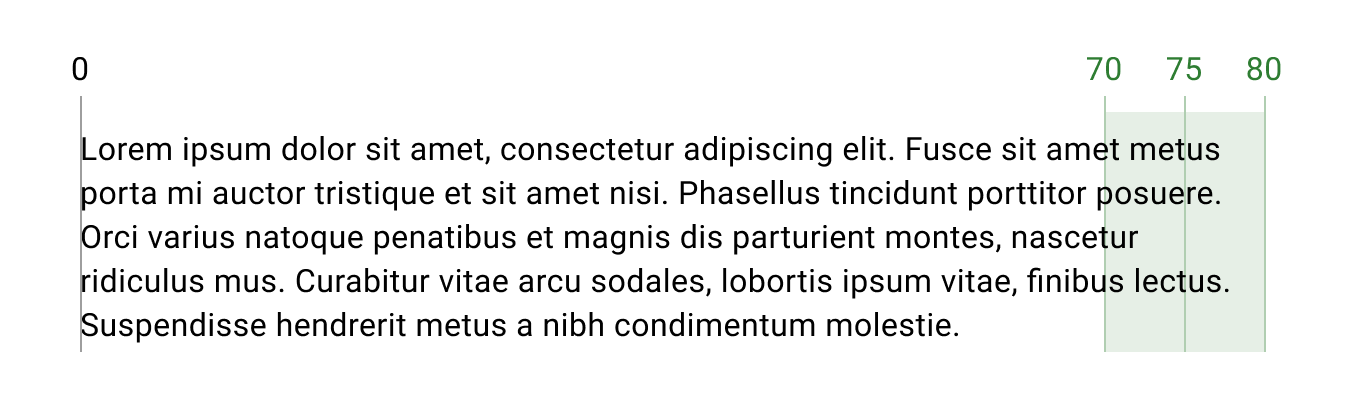 0 70 75 80
Lorem ipsum dolor sit amet, consectetur adipiscing elit. Fusce sit amet metus
porta mi auctor tristique et sit amet nisi. Phasellus tincidunt porttitor posuere.
Orci varius natoque penatibus et magnis dis parturient montes, nascetur
ridiculus mus. Curabitur vitae arcu sodales, lobortis ipsum vitae, finibus lectus.
Suspendisse hendrerit metus a nibh condimentum molestie.